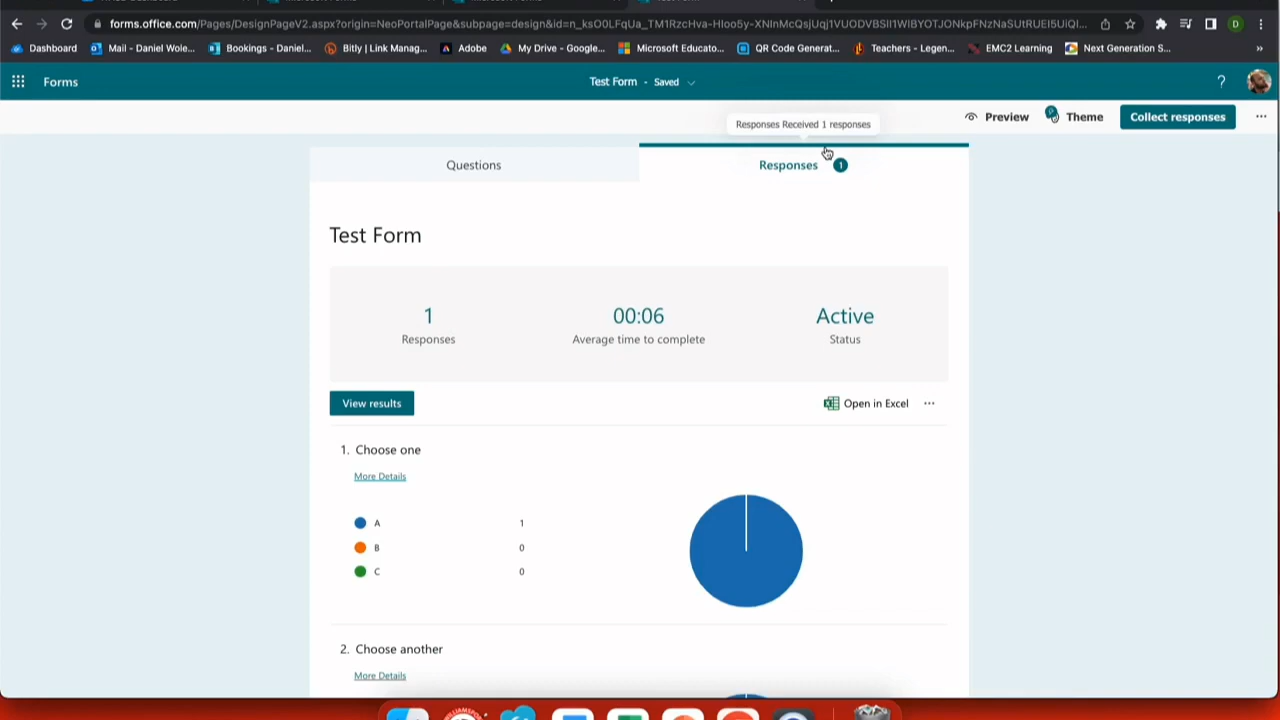 forms.office.com/Pages/DesignPageV2.aspx?origin=NeoPortalPage&subpage=design&id=n_ksO0LFqUa_TM1RzcHva-HIoo5y-XNInMcQsjUqj1VUODVBSlI1WlBYOTJONkpFNzNaSUtRUEI5UiQl...
D
Dashboard
Mail - Daniel Wole...
Bookings - Daniel...
Bitly | Link Manag...
Adobe
My Drive - Google...
Microsoft Educato...
QR Code Generat...
Teachers - Legen...
EMC2 Learning
Next Generation S...
»
Forms
Test Form - Saved
?
Responses Received 1 responses
Preview
Theme
Collect responses
...
Questions
Responses 1
Test Form
1
Responses
00:06
Average time to complete
Active
Status
View results
Open in Excel
...
1. Choose one
More Details
A 1
B 0
C 0
2. Choose another
More Details